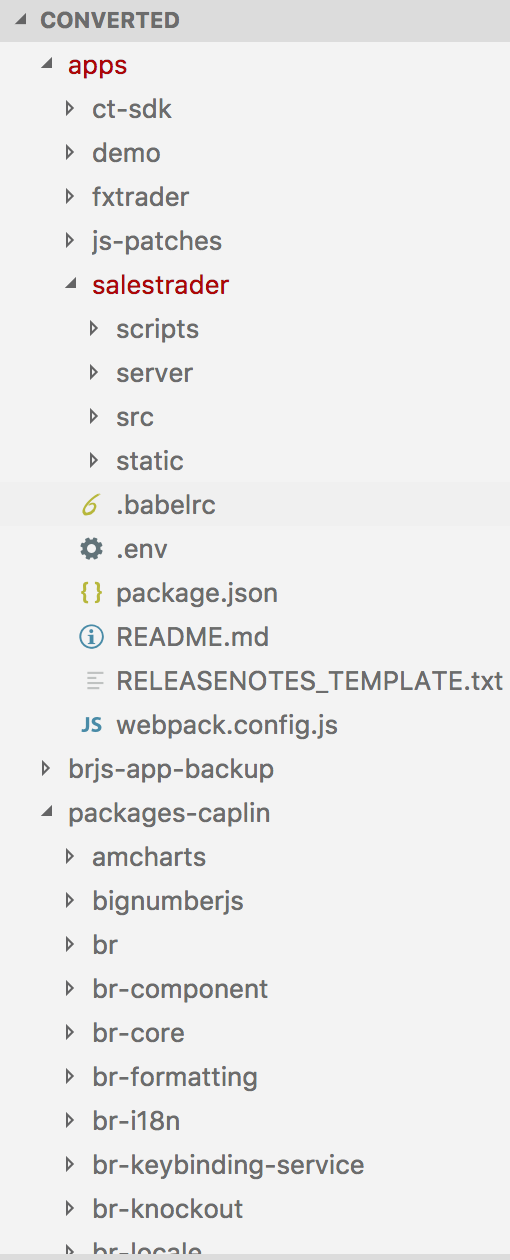 CONVERTED
apps
ct-sdk
demo
fxtrader
js-patches
salestrader
scripts
server
src
static
.babelrc
.env
{} package.json
README.md
RELEASENOTES_TEMPLATE.txt
JS webpack.config.js
brjs-app-backup
packages-caplin
amcharts
bignumberjs
br
br-component
br-core
br-formatting
br-i18n
br-keybinding-service
br-knockout
br-locale